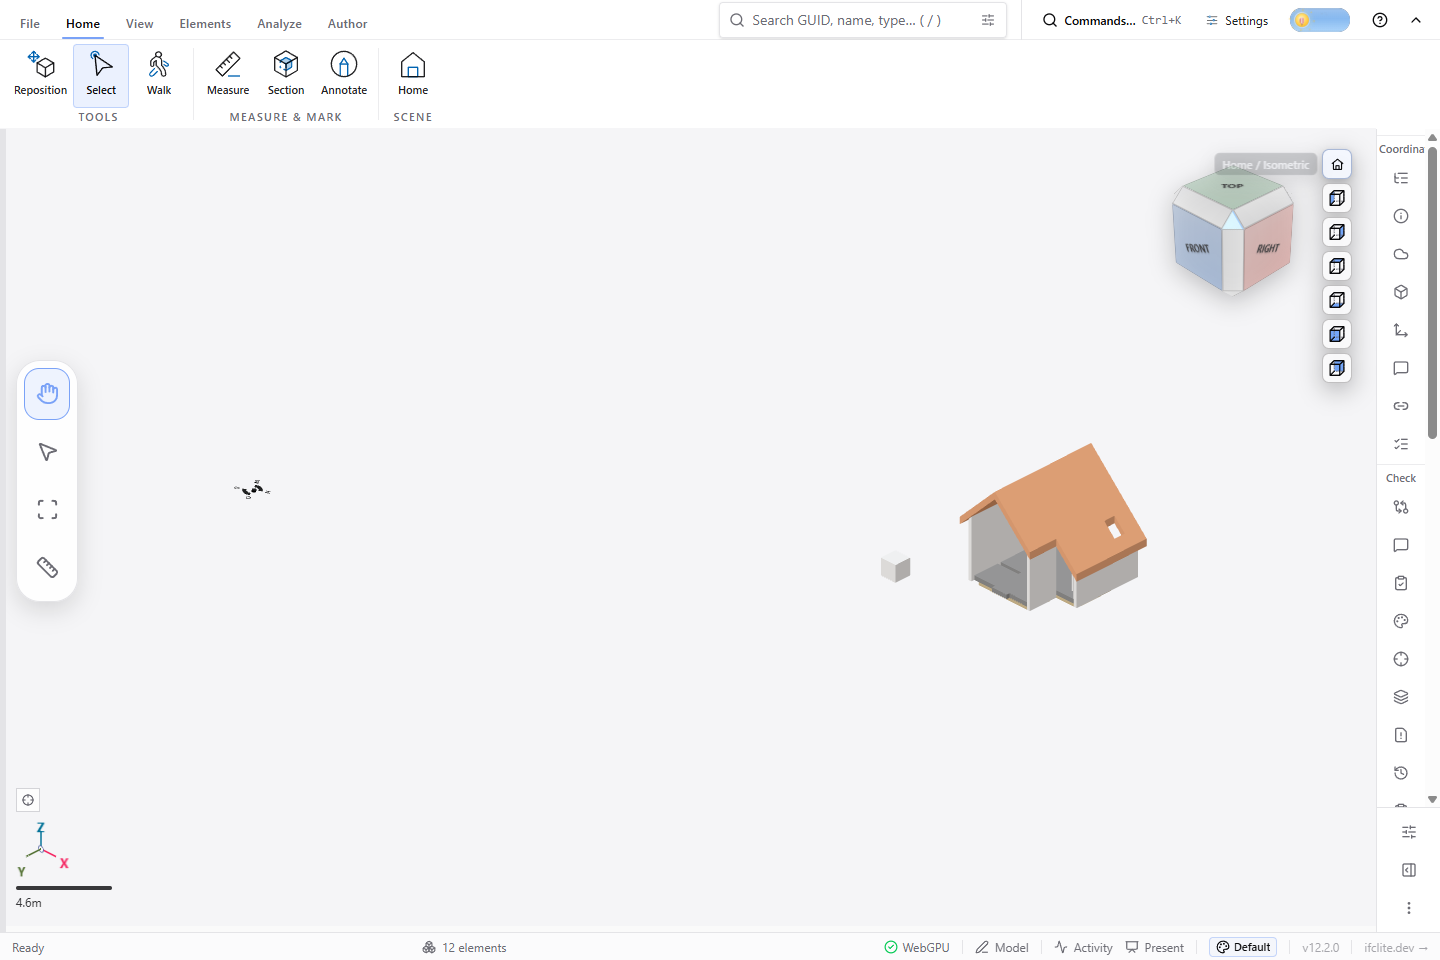 File
Home
View
Elements
Analyze
Author
Search GUID, name, type... ( / )
Commands... Ctrl+K
Settings
Reposition
Select
Walk
Measure
Section
Annotate
Home
TOOLS
MEASURE & MARK
SCENE
Home / Isometric
TOP
FRONT
RIGHT
Coordina
Check
Z
X
Y
4.6m
Ready
12 elements
WebGPU
Model
Activity
Present
Default
v12.2.0
ifclite.dev →